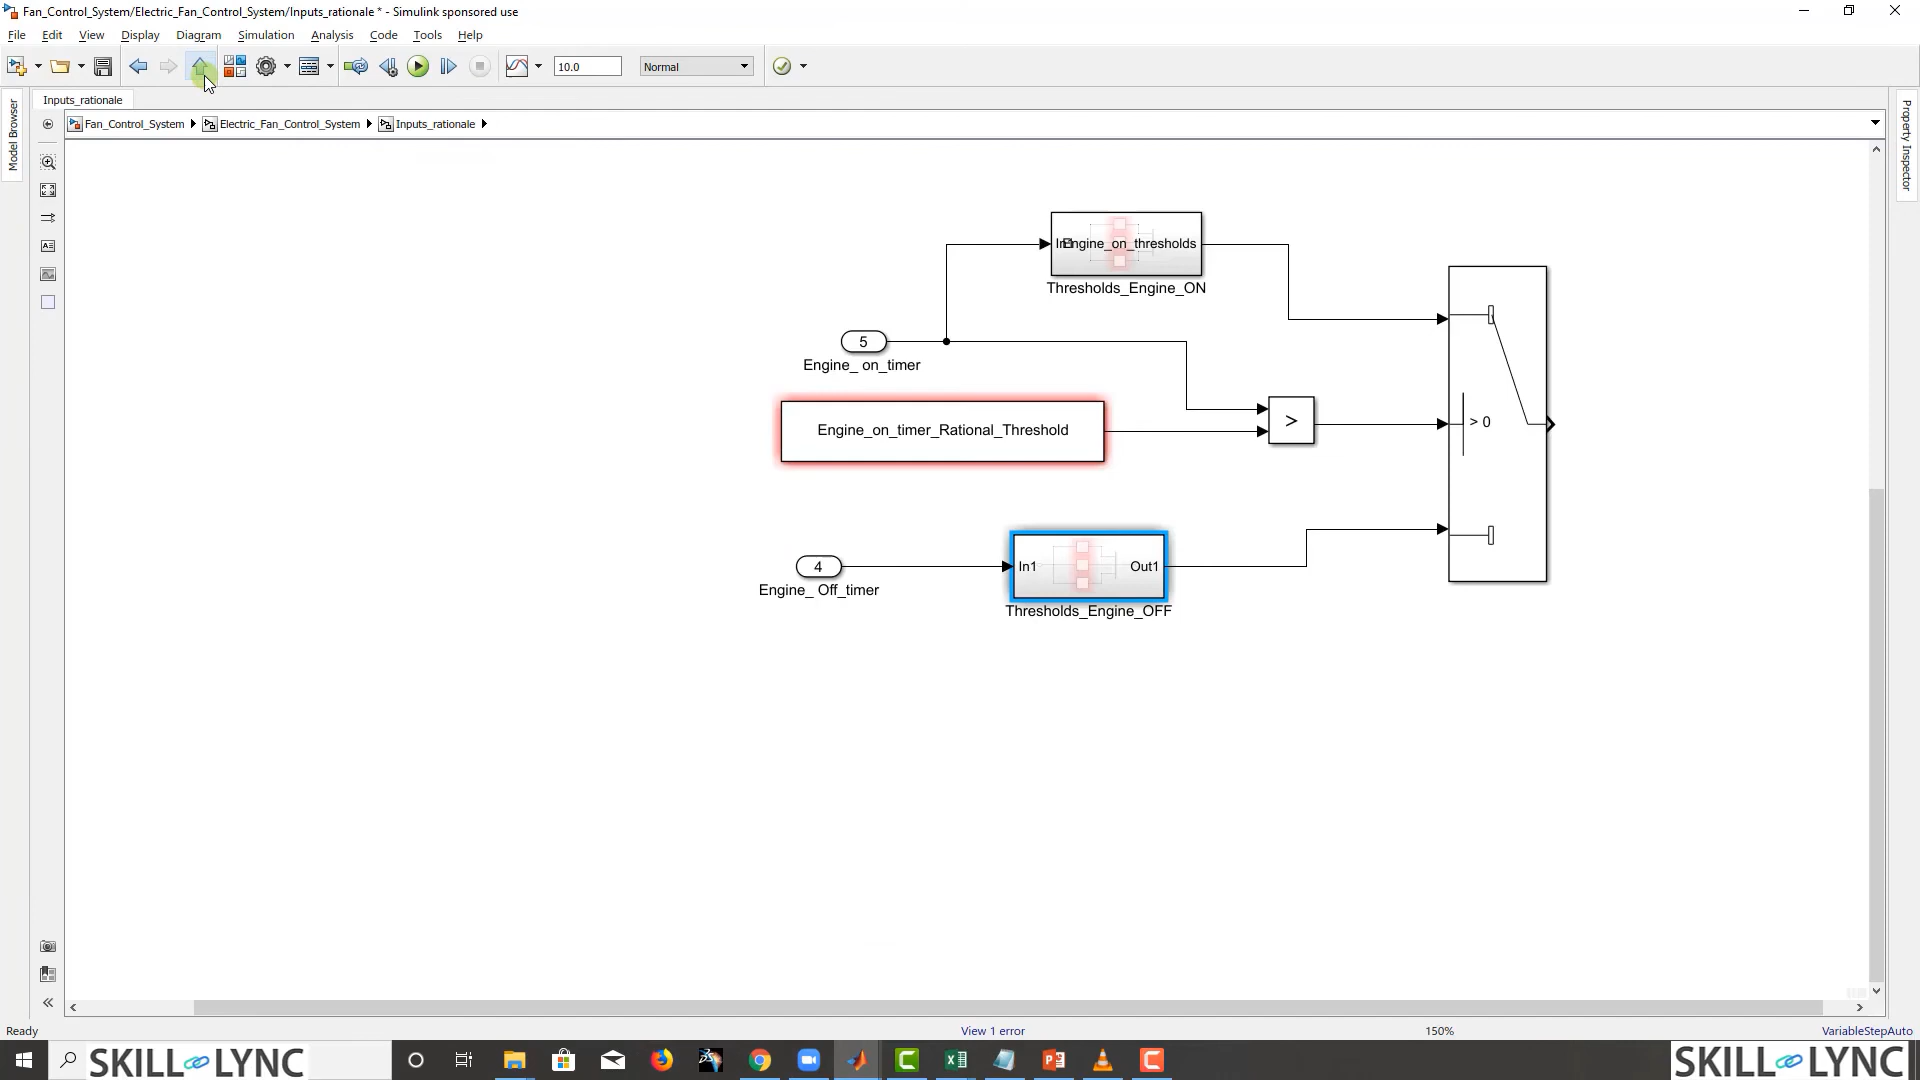 Fan_Control_System/Electric_Fan_Control_System/Inputs_rationale * - Simulink sponsored use
File Edit View Display Diagram Simulation Analysis Code Tools Help
10.0 Normal
Inputs_rationale
Fan_Control_System Electric_Fan_Control_System Inputs_rationale
Model Browser
Property Inspector
In1 Engine_on_thresholds
Thresholds_Engine_ON
5
Engine_ on_timer
Engine_on_timer_Rational_Threshold
>
> 0
4
Engine_ Off_timer
In1 Out1
Thresholds_Engine_OFF
Ready View 1 error 150% VariableStepAuto
SKILL LYNC SKILL LYNC